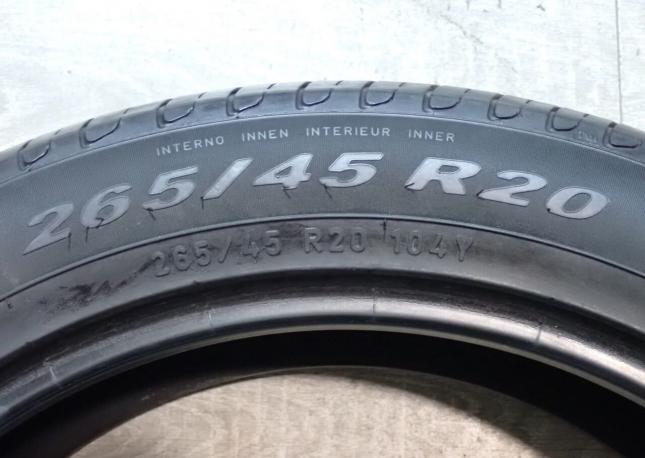 INTERNO INNEN INTERIEUR INNER
265/45 R20
265/45 R20 104Y